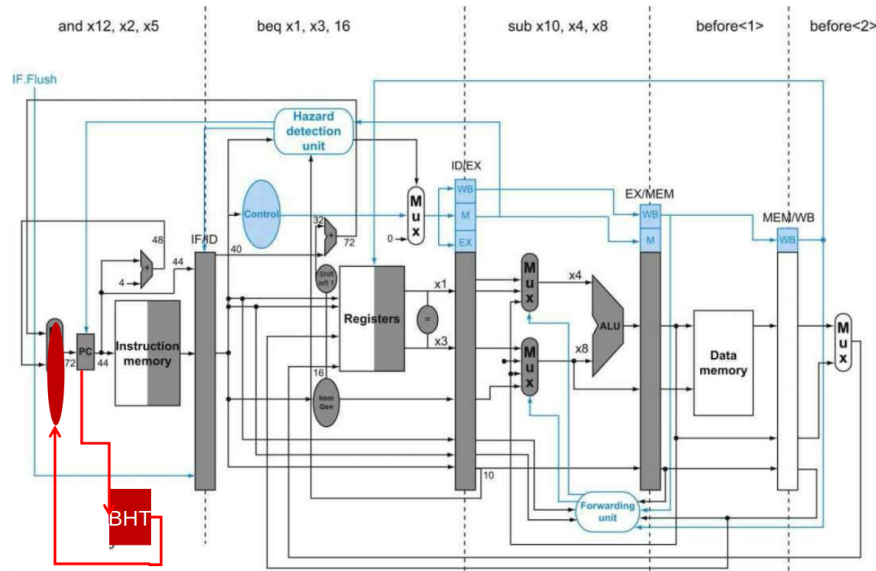 and x12, x2, x5
beq x1, x3, 16
sub x10, x4, x8
before<1>
before<2>
IF.Flush
Hazard
detection
unit
ID/EX
WB
M
EX
EX/MEM
WB
M
MEM/WB
WB
Control
Mux
0
IF/ID
48
44
4
+
40
32
+
72
Shift
left 1
Registers
x1
=
x3
Mux
Mux
x4
x8
ALU
Instruction
memory
PC
72
44
16
Imm
Gen
Data
memory
Mux
10
Forwarding
unit
BHT